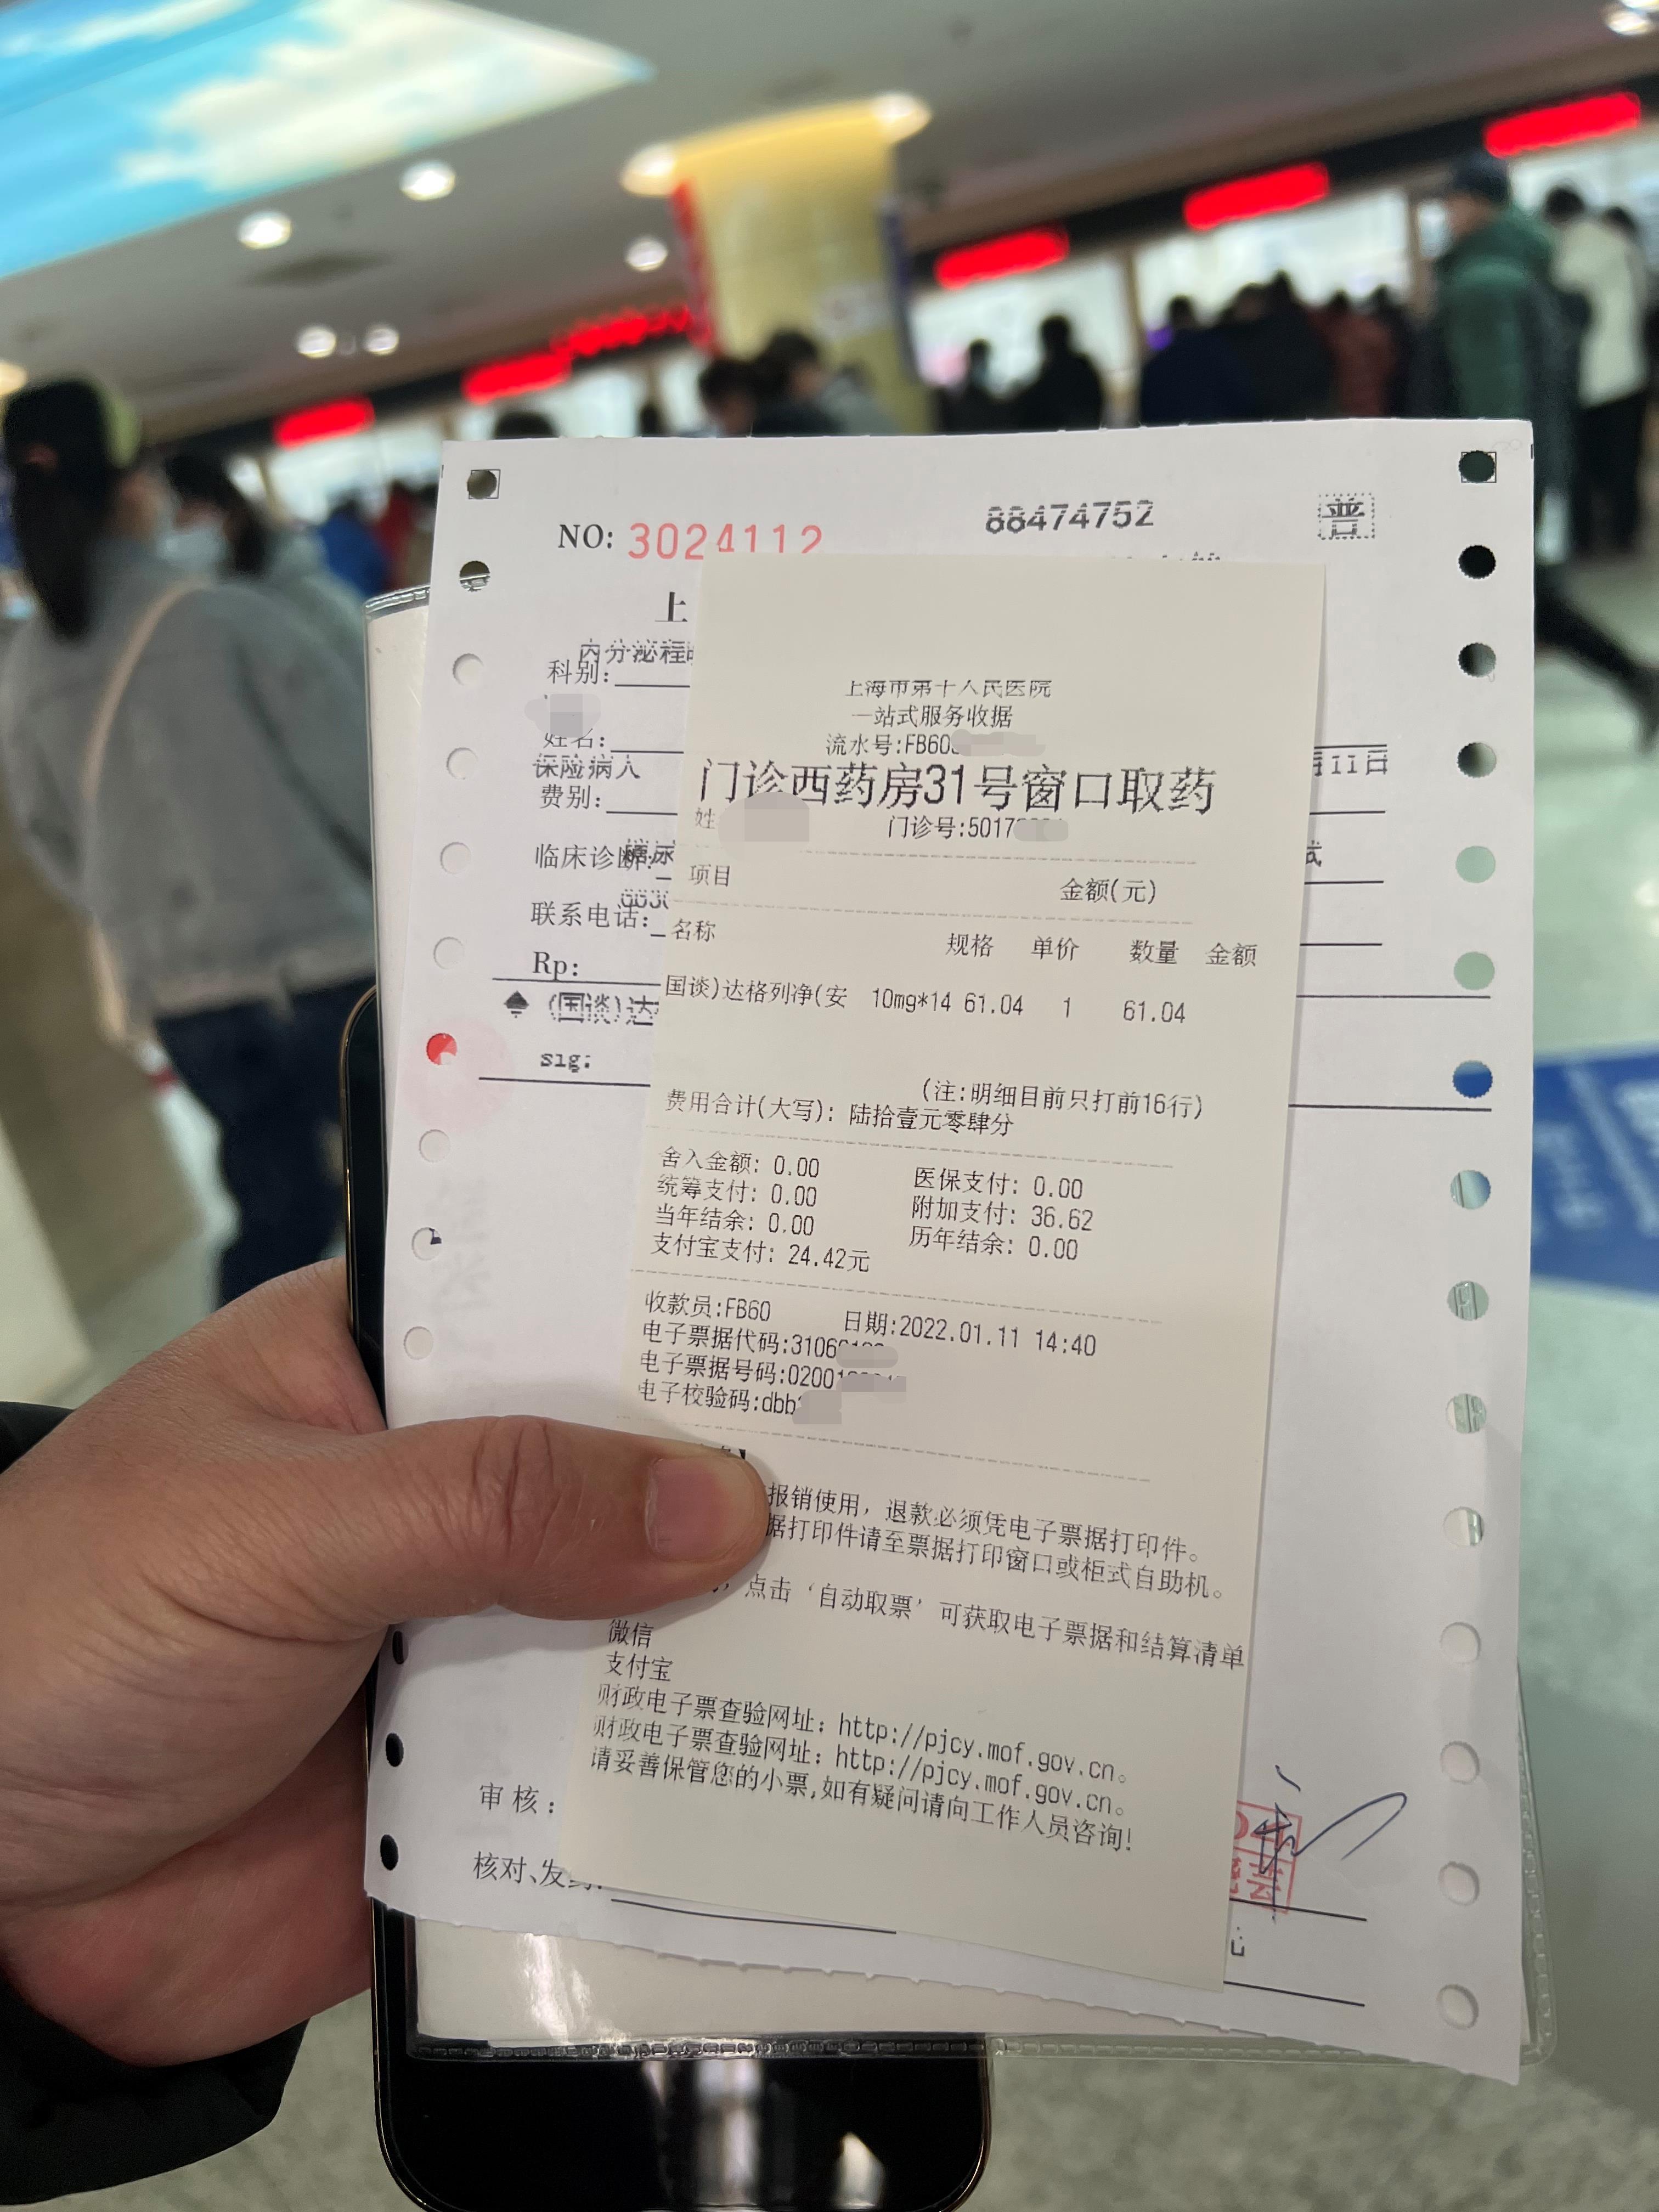 NO: 3024112
88474752
普
上
内分泌程
科别:
姓名:
保险病人
费别:
月11日
临床诊断:
糖尿
联系电话:
Rp:
(国谈)达
sig:
上海市第十人民医院
一站式服务收据
流水号:FB60
门诊西药房31号窗口取药
姓
门诊号:5017
项目 金额(元)
名称 规格 单价 数量 金额
国谈)达格列净(安 10mg*14 61.04 1 61.04
(注:明细目前只打前16行)
费用合计(大写): 陆拾壹元零肆分
舍入金额: 0.00 医保支付: 0.00
统筹支付: 0.00 附加支付: 36.62
当年结余: 0.00 历年结余: 0.00
支付宝支付: 24.42元
收款员:FB60 日期:2022.01.11 14:40
电子票据代码:3106
电子票据号码:0200
电子校验码:dbb
报销使用，退款必须凭电子票据打印件。
据打印件请至票据打印窗口或柜式自助机。
，点击‘自动取票’可获取电子票据和结算清单
微信
支付宝
财政电子票查验网址：http://pjcy.mof.gov.cn。
财政电子票查验网址：http://pjcy.mof.gov.cn。
请妥善保管您的小票,如有疑问请向工作人员咨询!
审核：
核对、发药: